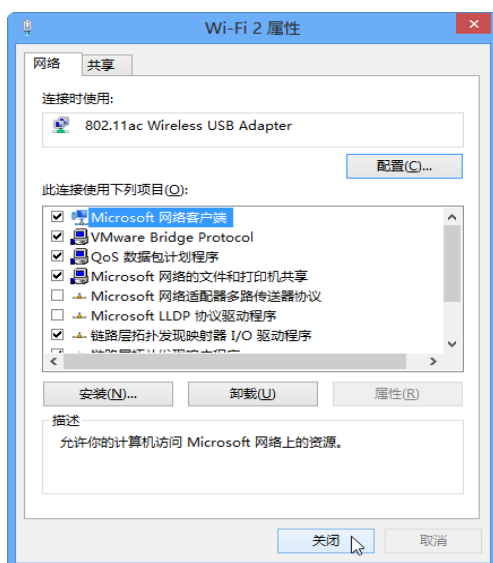 Wi-Fi 2 属性
网络 共享
连接时使用:
802.11ac Wireless USB Adapter
配置(C)...
此连接使用下列项目(O):
Microsoft 网络客户端
VMware Bridge Protocol
QoS 数据包计划程序
Microsoft 网络的文件和打印机共享
Microsoft 网络适配器多路传送器协议
Microsoft LLDP 协议驱动程序
链路层拓扑发现映射器 I/O 驱动程序
安装(N)... 卸载(U) 属性(R)
描述
允许你的计算机访问 Microsoft 网络上的资源。
关闭 取消